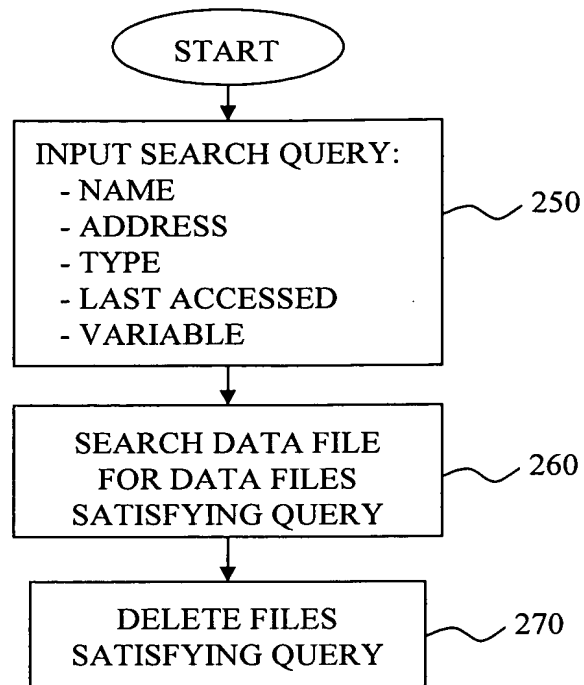 START
INPUT SEARCH QUERY:
- NAME
- ADDRESS
- TYPE
- LAST ACCESSED
- VARIABLE
250
SEARCH DATA FILE
FOR DATA FILES
SATISFYING QUERY
260
DELETE FILES
SATISFYING QUERY
270